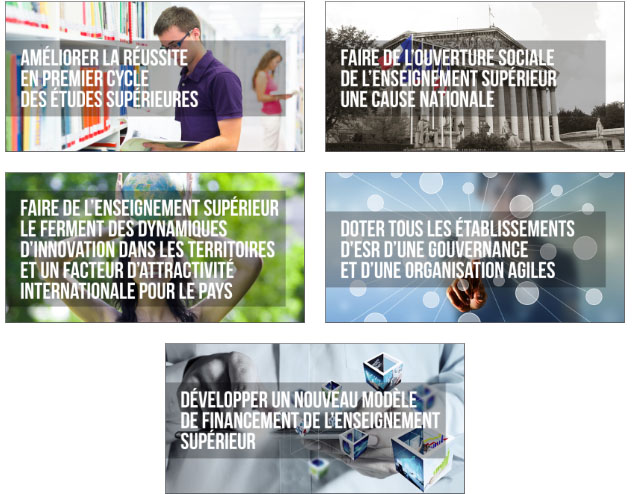 AMÉLIORER LA RÉUSSITE
EN PREMIER CYCLE
DES ÉTUDES SUPÉRIEURES
FAIRE DE L'OUVERTURE SOCIALE
DE L'ENSEIGNEMENT SUPÉRIEUR
UNE CAUSE NATIONALE
FAIRE DE L'ENSEIGNEMENT SUPÉRIEUR
LE FERMENT DES DYNAMIQUES
D'INNOVATION DANS LES TERRITOIRES
ET UN FACTEUR D'ATTRACTIVITÉ
INTERNATIONALE POUR LE PAYS
DOTER TOUS LES ÉTABLISSEMENTS
D'ESR D'UNE GOUVERNANCE
ET D'UNE ORGANISATION AGILES
DÉVELOPPER UN NOUVEAU MODÈLE
DE FINANCEMENT DE L'ENSEIGNEMENT
SUPÉRIEUR